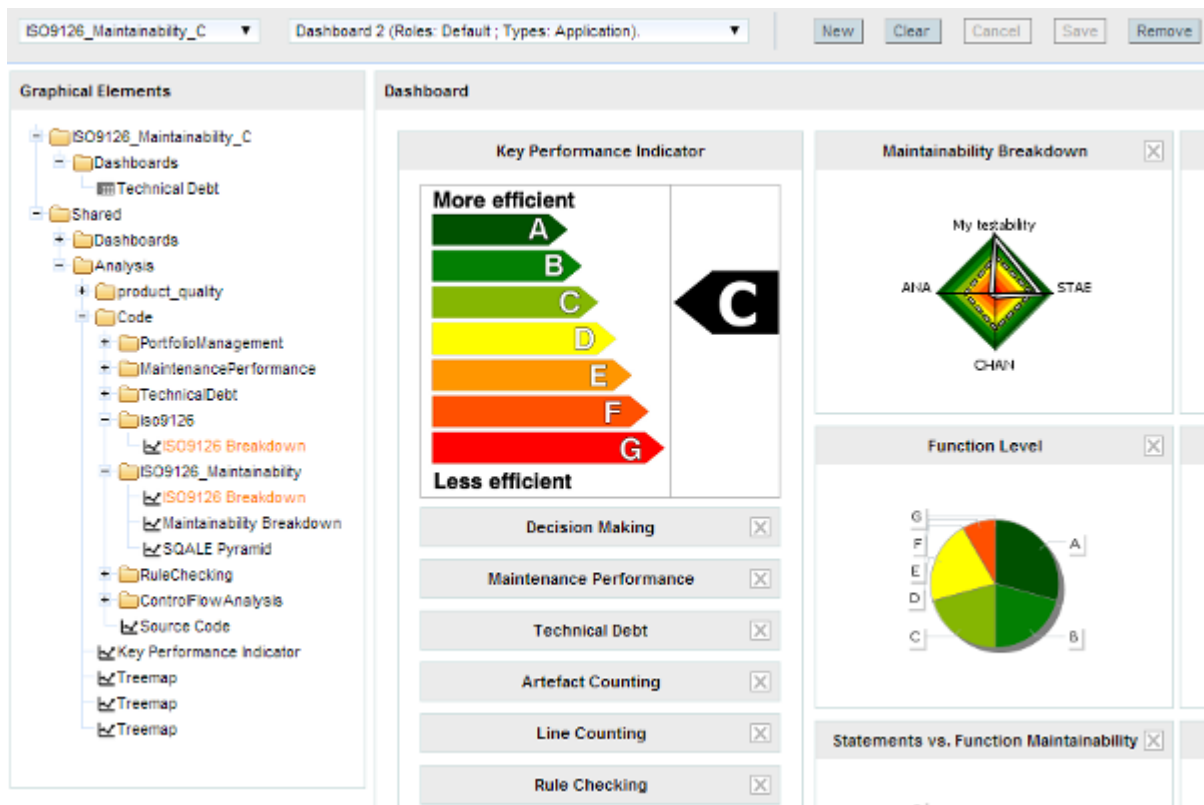 ISO9126_Maintainability_C
Dashboard 2 (Roles: Default ; Types: Application).
New
Clear
Cancel
Save
Remove
Graphical Elements
ISO9126_Maintainability_C
Dashboards
Technical Debt
Shared
Dashboards
Analysis
product_quality
Code
PortfolioManagement
MaintenancePerformance
TechnicalDebt
iso9126
ISO9126 Breakdown
ISO9126_Maintainability
ISO9126 Breakdown
Maintainability Breakdown
SQALE Pyramid
RuleChecking
ControlFlowAnalysis
Source Code
Key Performance Indicator
Treemap
Treemap
Treemap
Dashboard
Key Performance Indicator
More efficient
A
B
C
D
E
F
G
Less efficient
C
Decision Making
Maintenance Performance
Technical Debt
Artefact Counting
Line Counting
Rule Checking
Maintainability Breakdown
My testability
ANA
STAB
CHAN
Function Level
G
F
E
D
C
A
B
Statements vs. Function Maintainability